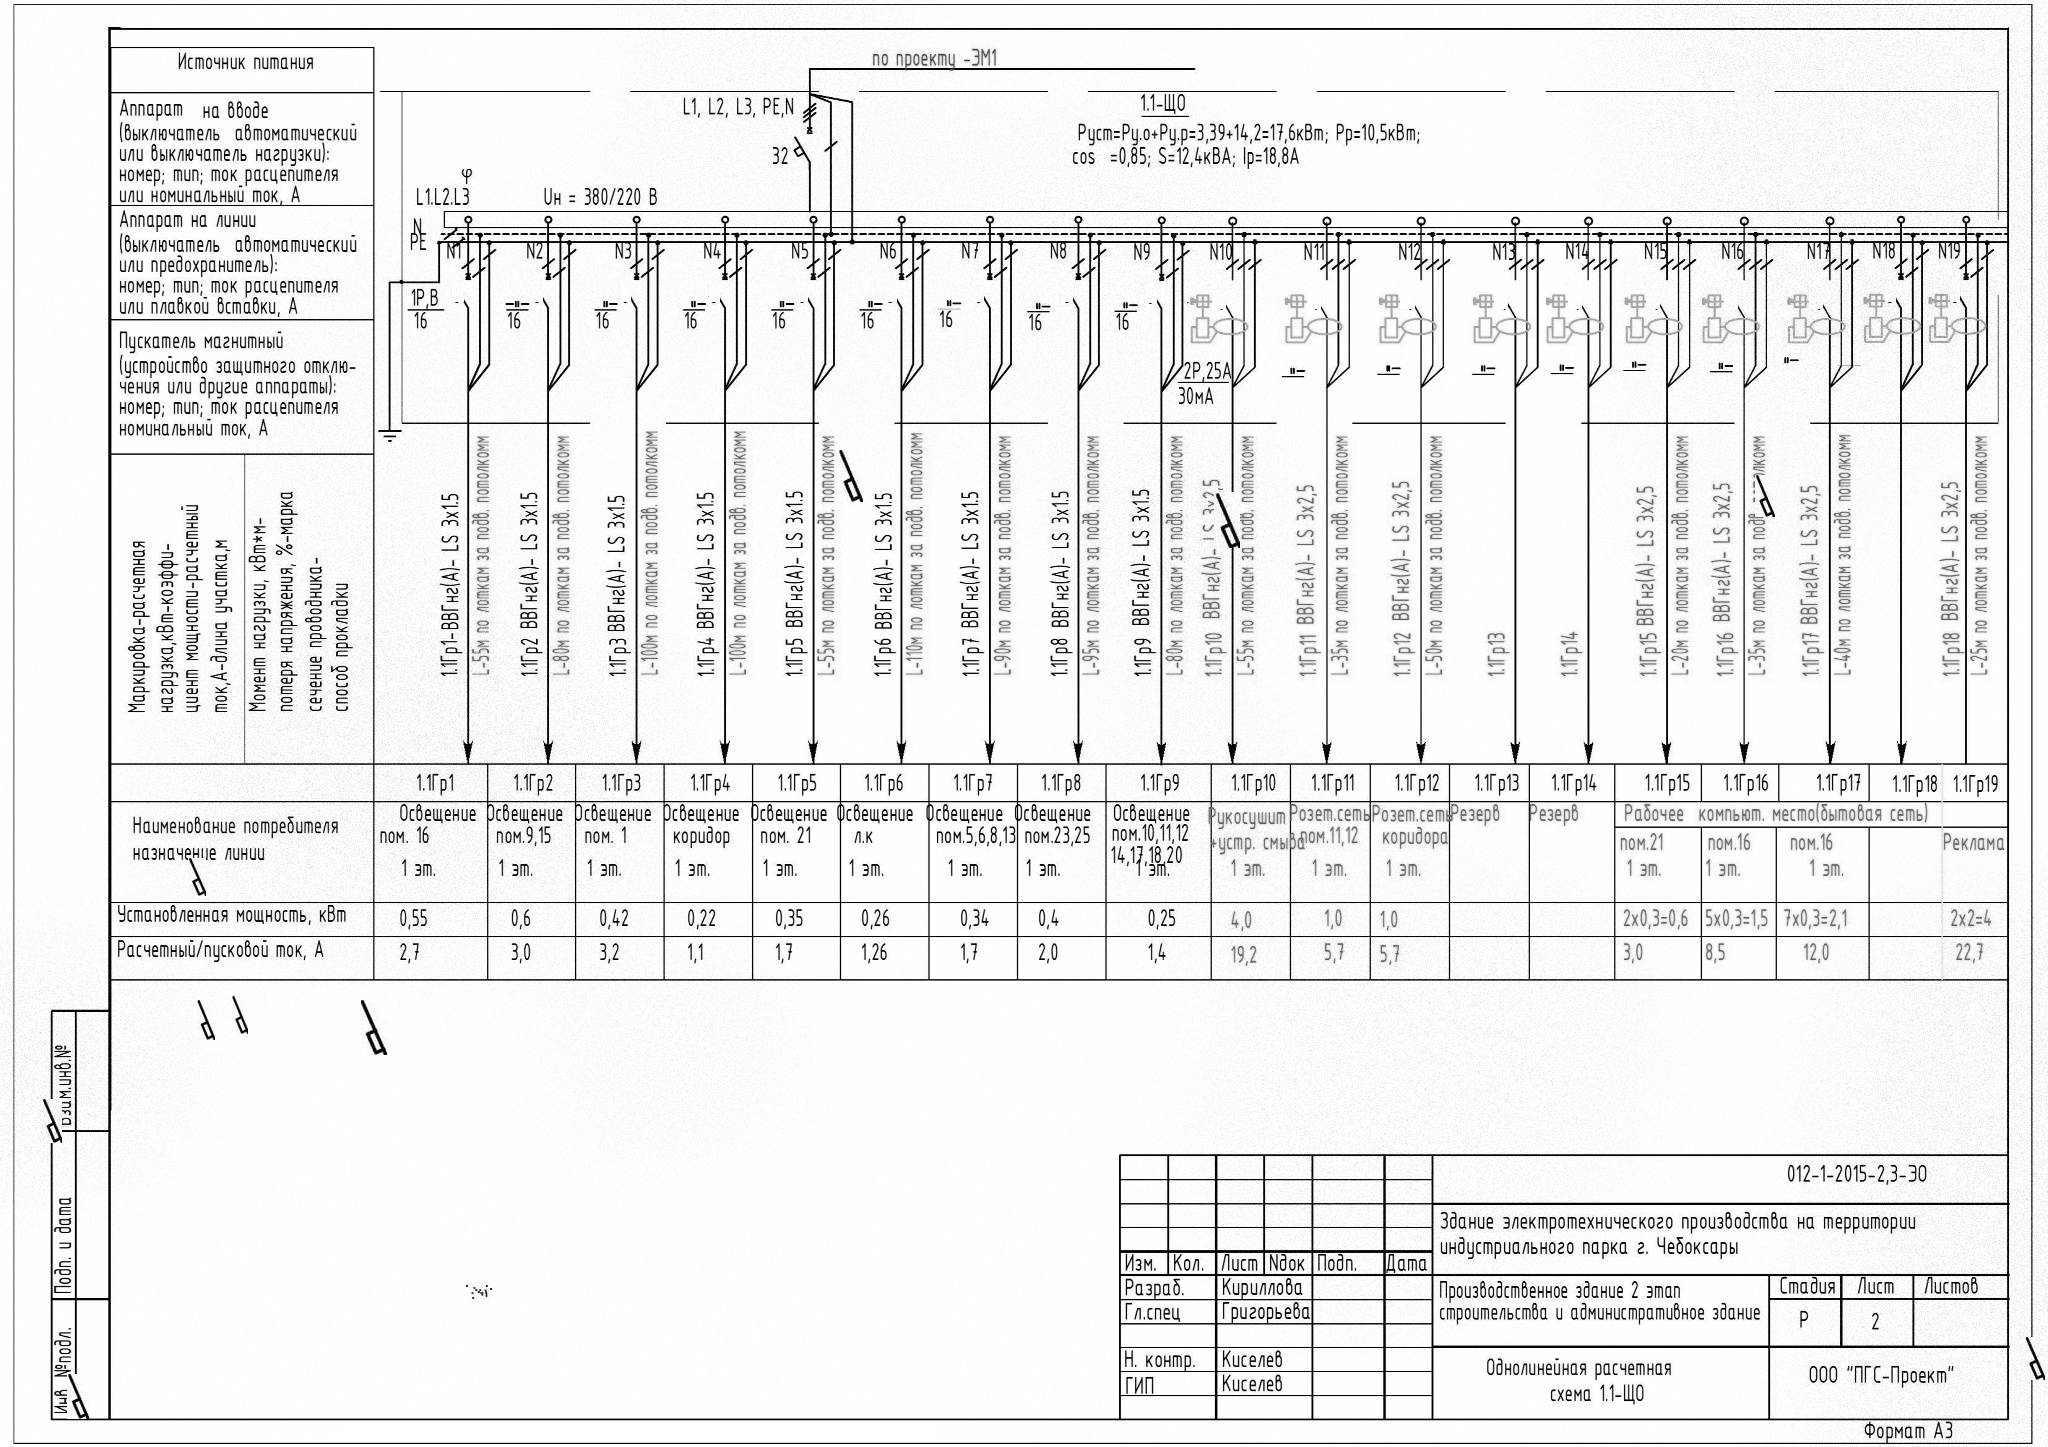 Источник питания
Аппарат на вводе
(выключатель автоматический
или выключатель нагрузки):
номер; тип; ток расцепителя
или номинальный ток, А
Аппарат на линии
(выключатель автоматический
или предохранитель):
номер; тип; ток расцепителя
или плавкой вставки, А
Пускатель магнитный
(устройство защитного отклю-
чения или другие аппараты):
номер; тип; ток расцепителя
номинальный ток, А
Маркировка-расчетная
нагрузка,кВт-коэффи-
циент мощности-расчетный
ток,А-длина участка,м
Момент нагрузки, кВт*м-
потеря напряжения, %-марка
сечение проводника-
способ прокладки
по проекту -ЭМ1
L1, L2, L3, PE,N
32
1.1-ЩО
Руст=Ру.о+Ру.р=3,39+14,2=17,6кВт; Рр=10,5кВт;
cos =0,85; S=12,4кВА; Iр=18,8А
φ
L1.L2.L3
Uн = 380/220 В
N
PE
N1 N2 N3 N4 N5 N6 N7 N8 N9 N10 N11 N12 N13 N14 N15 N16 N17 N18 N19
1Р,В
16
-"- 16
-"- 16
-"- 16
"- 16
"- 16
"- 16
"- 16
"- 16
2Р,25А
30мА
"- "- "- "- "- "- "-
1.1Гр1-ВВГнг(А)- LS 3х1.5
L-55м по лоткам за подв. потолкомм
1.1Гр2 ВВГнг(А)- LS 3х1.5
L-80м по лоткам за подв. потолкомм
1.1Гр3 ВВГнг(А)- LS 3х1.5
L-100м по лоткам за подв. потолкомм
1.1Гр4 ВВГнг(А)- LS 3х1.5
L-100м по лоткам за подв. потолкомм
1.1Гр5 ВВГнг(А)- LS 3х1.5
L-55м по лоткам за подв. потолкомм
1.1Гр6 ВВГнг(А)- LS 3х1.5
L-110м по лоткам за подв. потолкомм
1.1Гр7 ВВГнг(А)- LS 3х1.5
L-90м по лоткам за подв. потолкомм
1.1Гр8 ВВГнг(А)- LS 3х1.5
L-95м по лоткам за подв. потолкомм
1.1Гр9 ВВГнг(А)- LS 3х1.5
L-80м по лоткам за подв. потолкомм
1.1Гр10 ВВГнг(А)- LS 3х2,5
L-55м по лоткам за подв. потолкомм
1.1Гр11 ВВГнг(А)- LS 3х2,5
L-35м по лоткам за подв. потолкомм
1.1Гр12 ВВГнг(А)- LS 3х2,5
L-50м по лоткам за подв. потолкомм
1.1Гр13
1.1Гр14
1.1Гр15 ВВГнг(А)- LS 3х2,5
L-20м по лоткам за подв. потолкомм
1.1Гр16 ВВГнг(А)- LS 3х2,5
L-35м по лоткам за подв. потолкомм
1.1Гр17 ВВГнг(А)- LS 3х2,5
L-40м по лоткам за подв. потолкомм
1.1Гр18 ВВГнг(А)- LS 3х2,5
L-25м по лоткам за подв. потолкомм
1.1Гр1 1.1Гр2 1.1Гр3 1.1Гр4 1.1Гр5 1.1Гр6 1.1Гр7 1.1Гр8 1.1Гр9 1.1Гр10 1.1Гр11 1.1Гр12 1.1Гр13 1.1Гр14 1.1Гр15 1.1Гр16 1.1Гр17 1.1Гр18 1.1Гр19
Наименование потребителя
назначение линии
Освещение
пом. 16
1 эт.
Освещение
пом.9,15
1 эт.
Освещение
пом. 1
1 эт.
Освещение
коридор
1 эт.
Освещение
пом. 21
1 эт.
Освещение
л.к
1 эт.
Освещение
пом.5,6,8,13
1 эт.
Освещение
пом.23,25
1 эт.
Освещение
пом.10,11,12
14,17,18,20
1 эт.
Рукосушит
+устр. смыва
1 эт.
Розет.сеть
пом.11,12
1 эт.
Розет.сеть
коридора
1 эт.
Резерв
Резерв
Рабочее компьют. место(бытовая сеть)
пом.21
1 эт.
пом.16
1 эт.
пом.16
1 эт.
Реклама
Установленная мощность, кВт 0,55 0,6 0,42 0,22 0,35 0,26 0,34 0,4 0,25 4,0 1,0 1,0 2х0,3=0,6 5х0,3=1,5 7х0,3=2,1 2х2=4
Расчетный/пусковой ток, А 2,7 3,0 3,2 1,1 1,7 1,26 1,7 2,0 1,4 19,2 5,7 5,7 3,0 8,5 12,0 22,7
Взам.инв.№
Подп. и дата
Инв №подл.
012-1-2015-2,3-ЭО
Здание электротехнического производства на территории
индустриального парка г. Чебоксары
Изм. Кол. Лист Nдок Подп. Дата
Разраб. Кириллова
Гл.спец Григорьева
Н. контр. Киселев
ГИП Киселев
Производственное здание 2 этап
строительства и административное здание
Стадия Лист Листов
Р 2
Однолинейная расчетная
схема 1.1-ЩО
ООО "ПГС-Проект"
Формат А3